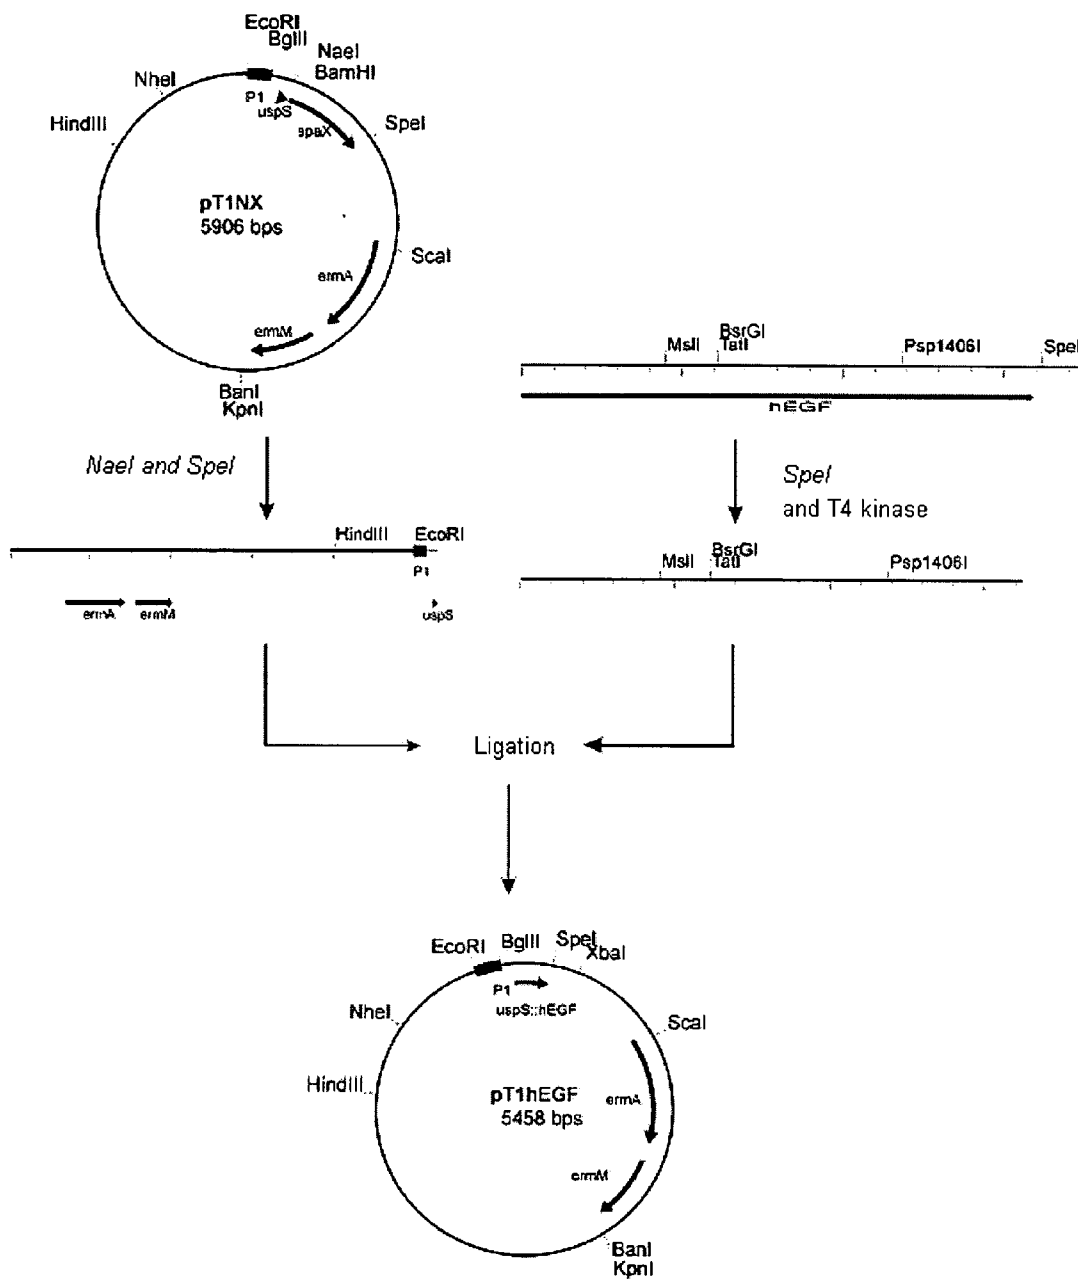 EcoRI
BglII
NaeI
BamHI
NheI
P1
uspS
spaX
HindIII
SpeI
pT1NX
5906 bps
ScaI
ermA
ermM
BanI
KpnI
MslI
BsrGI
TatI
Psp1406I
SpeI
hEGF
NaeI and SpeI
SpeI
and T4 kinase
HindIII
EcoRI
P1
ermA
ermM
uspS
MslI
BsrGI
TatI
Psp1406I
Ligation
EcoRI
BglII
SpeI
XbaI
P1
uspS::hEGF
NheI
ScaI
HindIII
pT1hEGF
5458 bps
ermA
ermM
BanI
KpnI